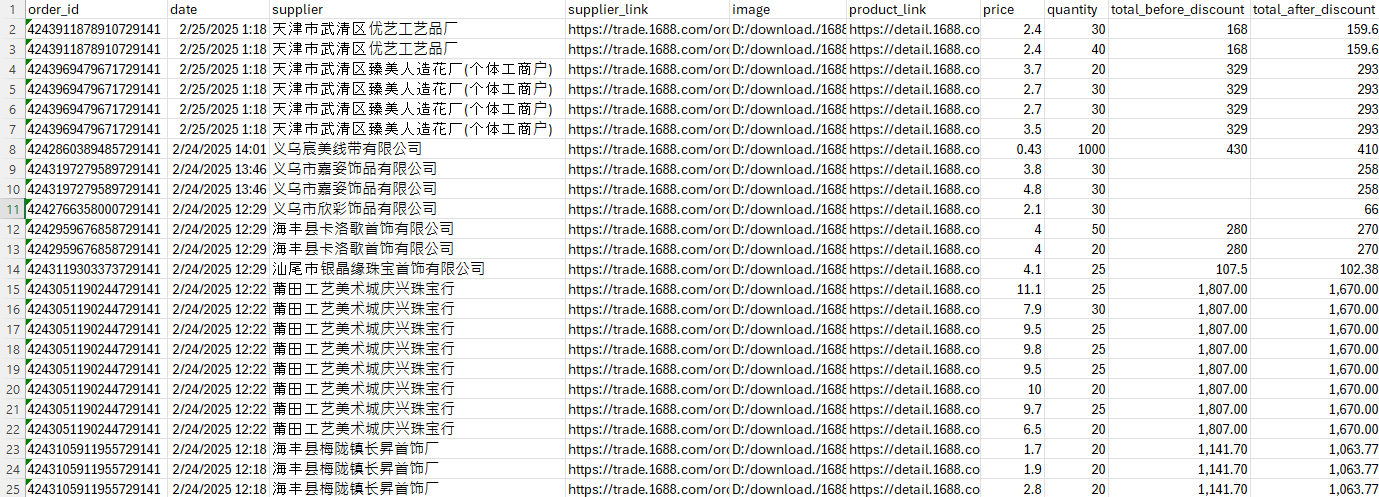 1 order_id date supplier supplier_link image product_link price quantity total_before_discount total_after_discount
2 4243911878910729141 2/25/2025 1:18 天津市武清区优艺工艺品厂 https://trade.1688.com/ord D:/download./1688 https://detail.1688.co 2.4 30 168 159.6
3 4243911878910729141 2/25/2025 1:18 天津市武清区优艺工艺品厂 https://trade.1688.com/ord D:/download./1688 https://detail.1688.co 2.4 40 168 159.6
4 4243969479671729141 2/25/2025 1:18 天津市武清区臻美人造花厂(个体工商户) https://trade.1688.com/ord D:/download./1688 https://detail.1688.co 3.7 20 329 293
5 4243969479671729141 2/25/2025 1:18 天津市武清区臻美人造花厂(个体工商户) https://trade.1688.com/ord D:/download./1688 https://detail.1688.co 2.7 30 329 293
6 4243969479671729141 2/25/2025 1:18 天津市武清区臻美人造花厂(个体工商户) https://trade.1688.com/ord D:/download./1688 https://detail.1688.co 2.7 30 329 293
7 4243969479671729141 2/25/2025 1:18 天津市武清区臻美人造花厂(个体工商户) https://trade.1688.com/ord D:/download./1688 https://detail.1688.co 3.5 20 329 293
8 4242860389485729141 2/24/2025 14:01 义乌宸美线带有限公司 https://trade.1688.com/ord D:/download./1688 https://detail.1688.co 0.43 1000 430 410
9 4243197279589729141 2/24/2025 13:46 义乌市嘉姿饰品有限公司 https://trade.1688.com/ord D:/download./1688 https://detail.1688.co 3.8 30 258
10 4243197279589729141 2/24/2025 13:46 义乌市嘉姿饰品有限公司 https://trade.1688.com/ord D:/download./1688 https://detail.1688.co 4.8 30 258
11 4242766358000729141 2/24/2025 12:29 义乌市欣彩饰品有限公司 https://trade.1688.com/ord D:/download./1688 https://detail.1688.co 2.1 30 66
12 4242959676858729141 2/24/2025 12:29 海丰县卡洛歌首饰有限公司 https://trade.1688.com/ord D:/download./1688 https://detail.1688.co 4 50 280 270
13 4242959676858729141 2/24/2025 12:29 海丰县卡洛歌首饰有限公司 https://trade.1688.com/ord D:/download./1688 https://detail.1688.co 4 20 280 270
14 4243119303373729141 2/24/2025 12:29 汕尾市银晶缘珠宝首饰有限公司 https://trade.1688.com/ord D:/download./1688 https://detail.1688.co 4.1 25 107.5 102.38
15 4243051190244729141 2/24/2025 12:22 莆田工艺美术城庆兴珠宝行 https://trade.1688.com/ord D:/download./1688 https://detail.1688.co 11.1 25 1,807.00 1,670.00
16 4243051190244729141 2/24/2025 12:22 莆田工艺美术城庆兴珠宝行 https://trade.1688.com/ord D:/download./1688 https://detail.1688.co 7.9 30 1,807.00 1,670.00
17 4243051190244729141 2/24/2025 12:22 莆田工艺美术城庆兴珠宝行 https://trade.1688.com/ord D:/download./1688 https://detail.1688.co 9.5 25 1,807.00 1,670.00
18 4243051190244729141 2/24/2025 12:22 莆田工艺美术城庆兴珠宝行 https://trade.1688.com/ord D:/download./1688 https://detail.1688.co 9.8 25 1,807.00 1,670.00
19 4243051190244729141 2/24/2025 12:22 莆田工艺美术城庆兴珠宝行 https://trade.1688.com/ord D:/download./1688 https://detail.1688.co 9.5 25 1,807.00 1,670.00
20 4243051190244729141 2/24/2025 12:22 莆田工艺美术城庆兴珠宝行 https://trade.1688.com/ord D:/download./1688 https://detail.1688.co 10 20 1,807.00 1,670.00
21 4243051190244729141 2/24/2025 12:22 莆田工艺美术城庆兴珠宝行 https://trade.1688.com/ord D:/download./1688 https://detail.1688.co 9.7 25 1,807.00 1,670.00
22 4243051190244729141 2/24/2025 12:22 莆田工艺美术城庆兴珠宝行 https://trade.1688.com/ord D:/download./1688 https://detail.1688.co 6.5 20 1,807.00 1,670.00
23 4243105911955729141 2/24/2025 12:18 海丰县梅陇镇长昇首饰厂 https://trade.1688.com/ord D:/download./1688 https://detail.1688.co 1.7 20 1,141.70 1,063.77
24 4243105911955729141 2/24/2025 12:18 海丰县梅陇镇长昇首饰厂 https://trade.1688.com/ord D:/download./1688 https://detail.1688.co 1.9 20 1,141.70 1,063.77
25 4243105911955729141 2/24/2025 12:18 海丰县梅陇镇长昇首饰厂 https://trade.1688.com/ord D:/download./1688 https://detail.1688.co 2.8 20 1,141.70 1,063.77